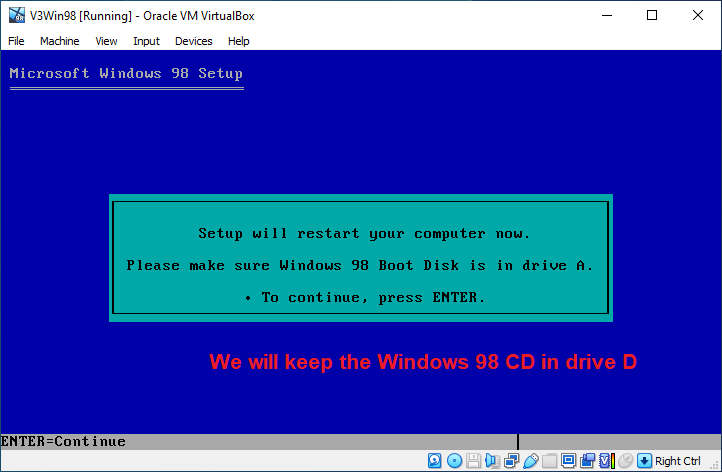 V3Win98 [Running] - Oracle VM VirtualBox
File Machine View Input Devices Help
Microsoft Windows 98 Setup
Setup will restart your computer now.
Please make sure Windows 98 Boot Disk is in drive A.
• To continue, press ENTER.
We will keep the Windows 98 CD in drive D
ENTER=Continue
Right Ctrl